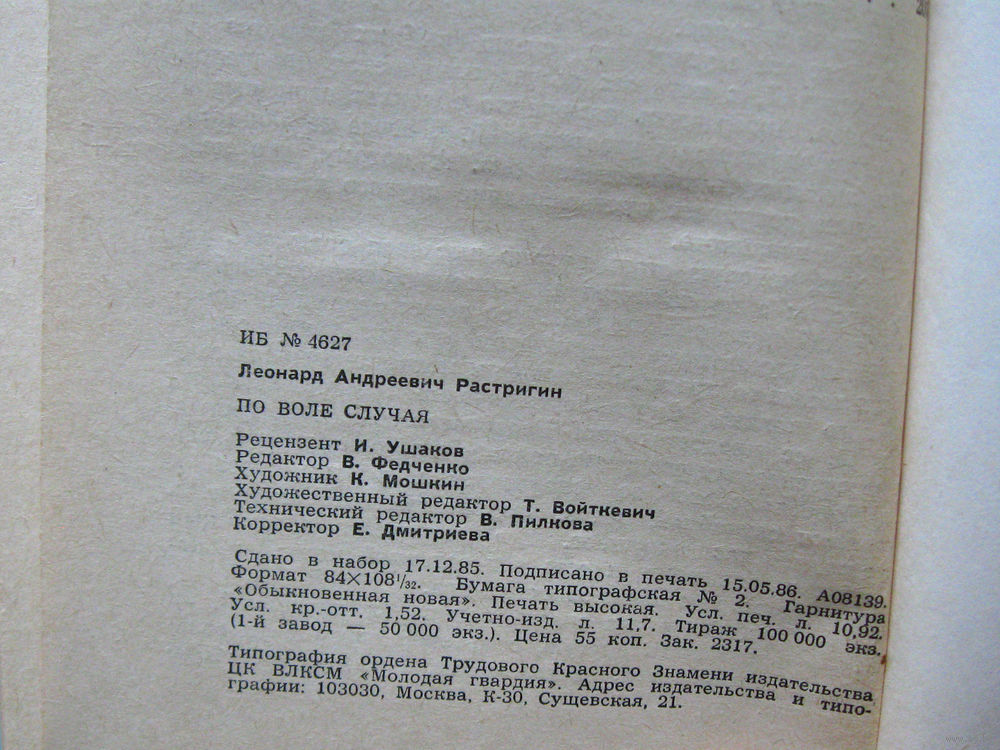 ИБ № 4627
Леонард Андреевич Растригин
ПО ВОЛЕ СЛУЧАЯ
Рецензент И. Ушаков
Редактор В. Федченко
Художник К. Мошкин
Художественный редактор Т. Войткевич
Технический редактор В. Пилкова
Корректор Е. Дмитриева
Сдано в набор 17.12.85. Подписано в печать 15.05.86. А08139.
Формат 84×108¹/₃₂. Бумага типографская № 2. Гарнитура
«Обыкновенная новая». Печать высокая. Усл. печ. л. 10,92.
Усл. кр.-отт. 1,52. Учетно-изд. л. 11,7. Тираж 100 000 экз.
(1-й завод — 50 000 экз.). Цена 55 коп. Зак. 2317.
Типография ордена Трудового Красного Знамени издательства
ЦК ВЛКСМ «Молодая гвардия». Адрес издательства и типо-
графии: 103030, Москва, К-30, Сущевская, 21.